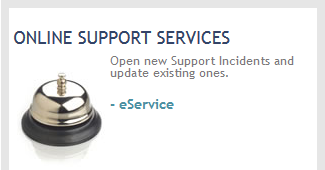 ONLINE SUPPORT SERVICES
Open new Support Incidents and
update existing ones.
- eService